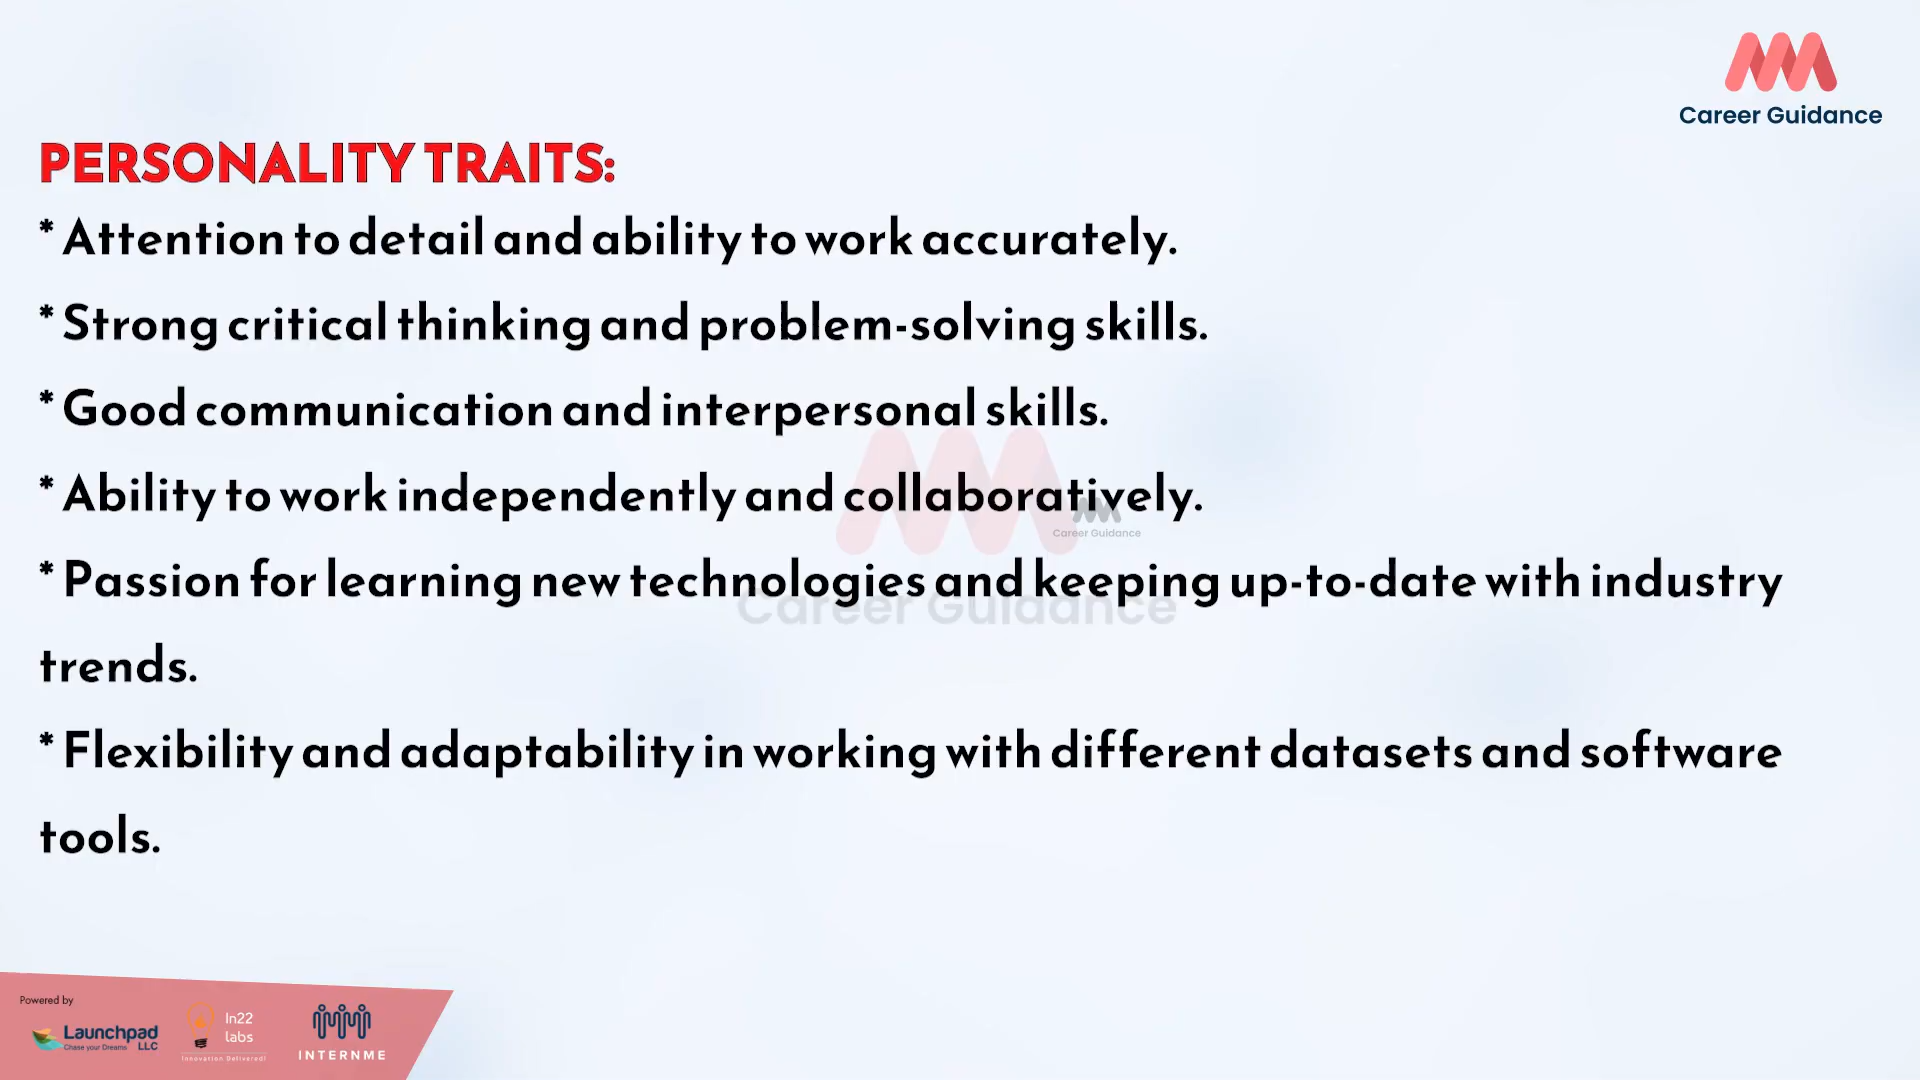 Career Guidance
PERSONALITY TRAITS:
* Attention to detail and ability to work accurately.
* Strong critical thinking and problem-solving skills.
* Good communication and interpersonal skills.
* Ability to work independently and collaboratively.
Career Guidance
* Passion for learning new technologies and keeping up-to-date with industry
Career Guidance
trends.
* Flexibility and adaptability in working with different datasets and software
tools.
Powered by
Launchpad
Chase your Dreams LLC
In22
labs
Innovation Delivered!
INTERNME